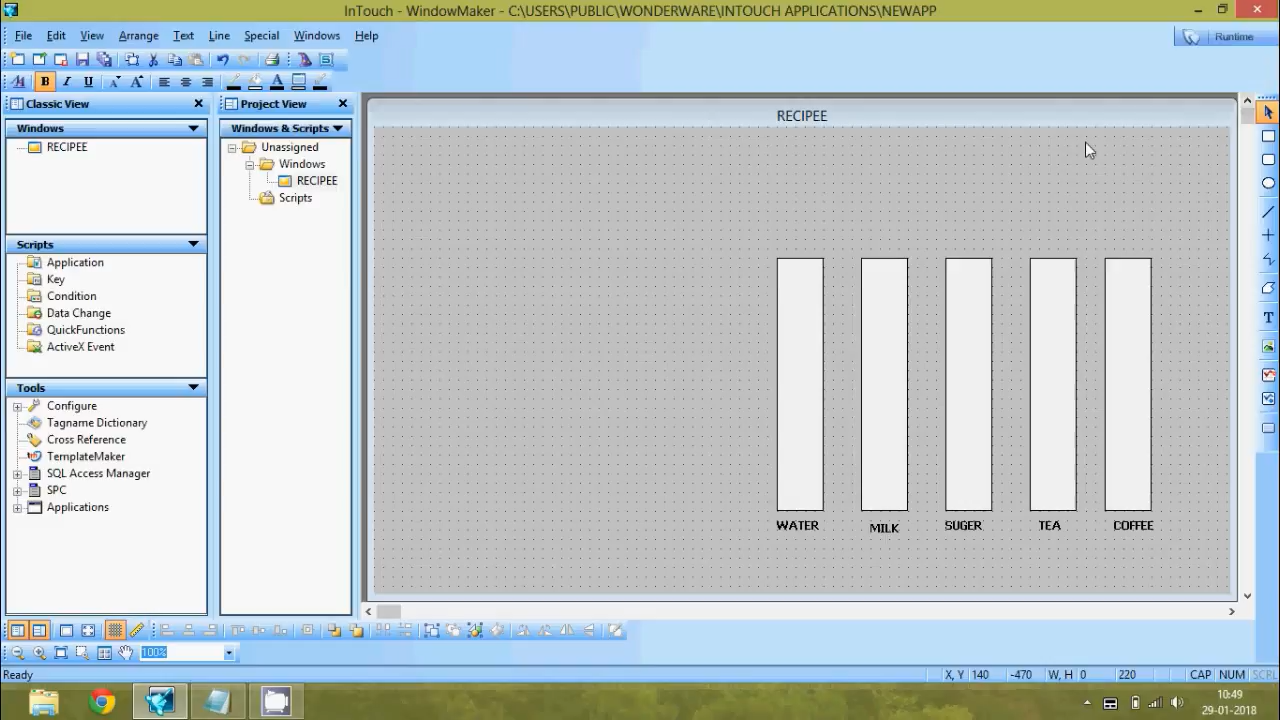 InTouch - WindowMaker - C:\USERS\PUBLIC\WONDERWARE\INTOUCH APPLICATIONS\NEWAPP
File Edit View Arrange Text Line Special Windows Help
Runtime
B I U A A A
Classic View
Windows
RECIPEE
Scripts
Application
Key
Condition
Data Change
QuickFunctions
ActiveX Event
Tools
Configure
Tagname Dictionary
Cross Reference
TemplateMaker
SQL Access Manager
SPC
Applications
Project View
Windows & Scripts
Unassigned
Windows
RECIPEE
Scripts
RECIPEE
WATER MILK SUGER TEA COFFEE
T
100%
Ready X, Y 140 -470 W, H 0 220 CAP NUM SCRL
10:49
29-01-2018